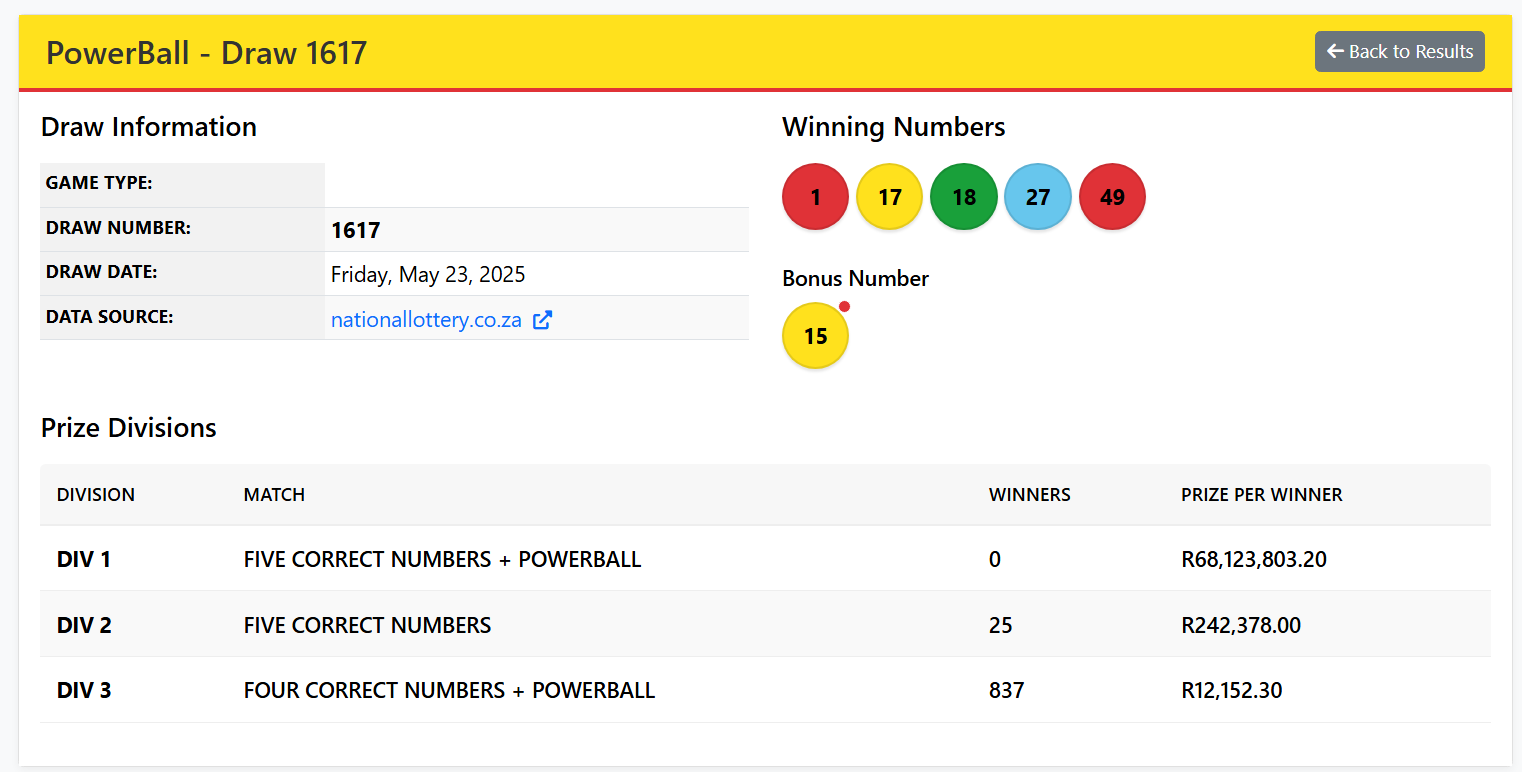 PowerBall - Draw 1617
Back to Results
Draw Information
GAME TYPE:
DRAW NUMBER: 1617
DRAW DATE: Friday, May 23, 2025
DATA SOURCE: nationallottery.co.za
Winning Numbers
1 17 18 27 49
Bonus Number
15
Prize Divisions
DIVISION MATCH WINNERS PRIZE PER WINNER
DIV 1 FIVE CORRECT NUMBERS + POWERBALL 0 R68,123,803.20
DIV 2 FIVE CORRECT NUMBERS 25 R242,378.00
DIV 3 FOUR CORRECT NUMBERS + POWERBALL 837 R12,152.30